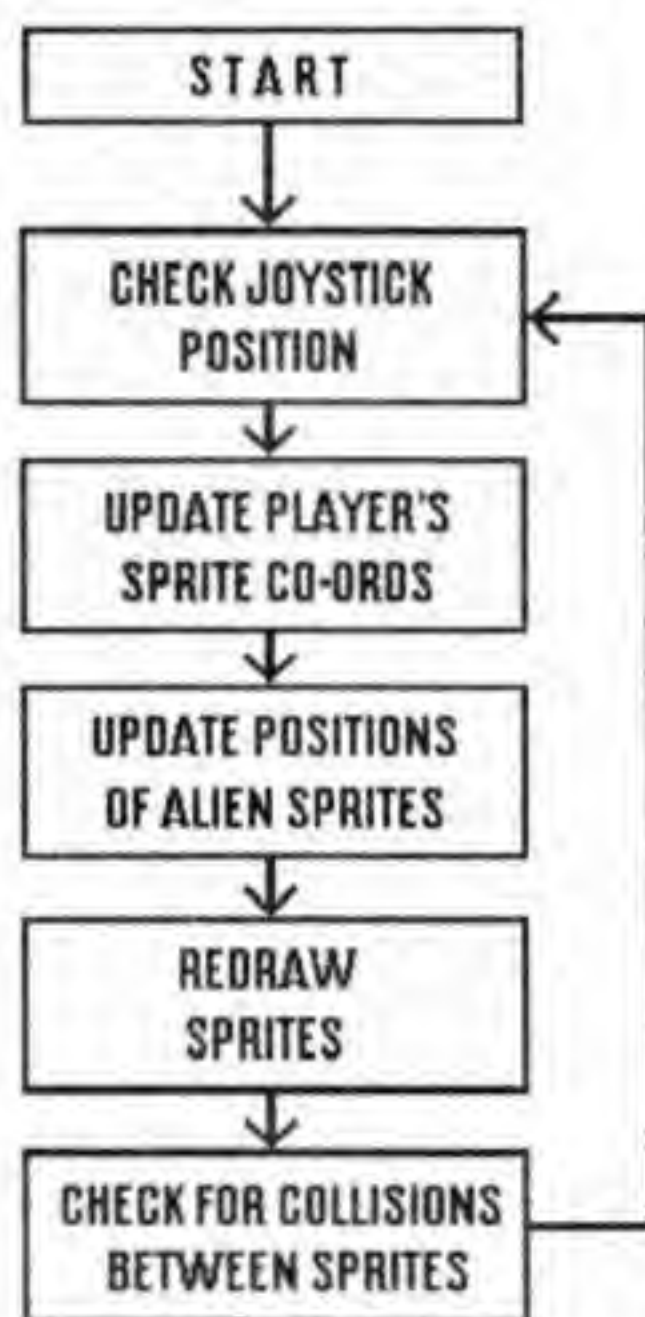 START
CHECK JOYSTICK
POSITION
UPDATE PLAYER'S
SPRITE CO-ORDS
UPDATE POSITIONS
OF ALIEN SPRITES
REDRAW
SPRITES
CHECK FOR COLLISIONS
BETWEEN SPRITES